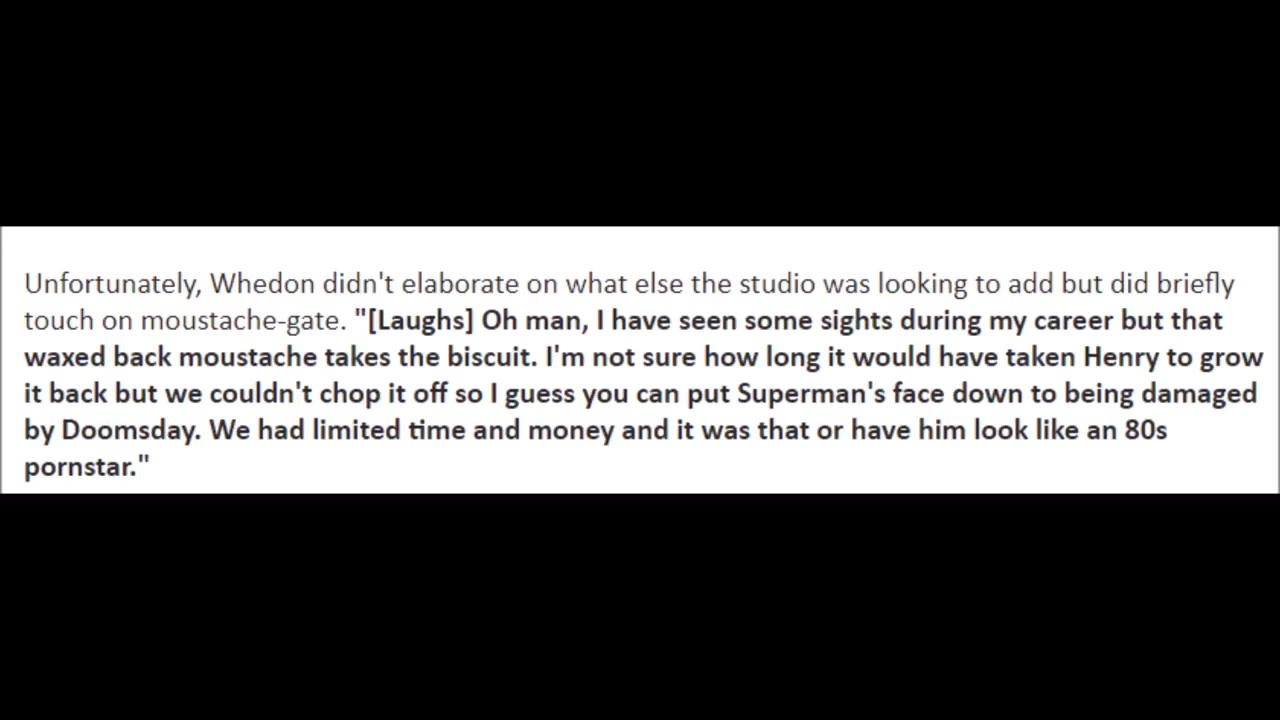 Unfortunately, Whedon didn't elaborate on what else the studio was looking to add but did briefly
touch on moustache-gate. "[Laughs] Oh man, I have seen some sights during my career but that
waxed back moustache takes the biscuit. I'm not sure how long it would have taken Henry to grow
it back but we couldn't chop it off so I guess you can put Superman's face down to being damaged
by Doomsday. We had limited time and money and it was that or have him look like an 80s
pornstar."